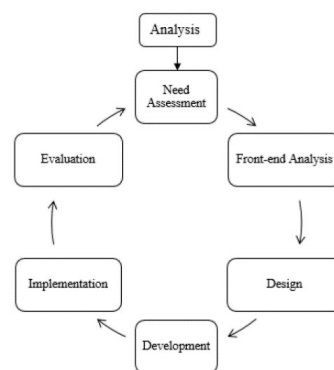 Analysis
Need
Assessment
Evaluation
Front-end Analysis
Implementation
Design
Development